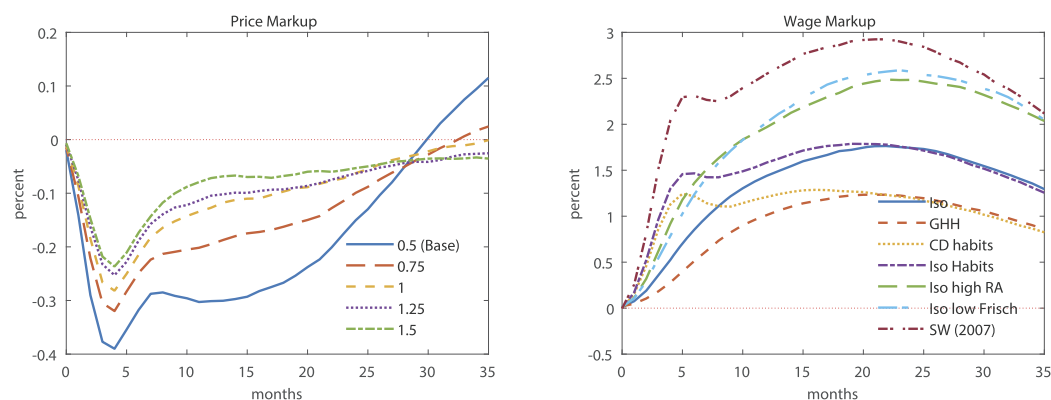 Price Markup
0.2
0.1
0
-0.1
-0.2
-0.3
-0.4
percent
0 5 10 15 20 25 30 35
months
0.5 (Base)
0.75
1
1.25
1.5
Wage Markup
3
2.5
2
1.5
1
0.5
0
-0.5
percent
0 5 10 15 20 25 30 35
months
Iso
GHH
CD habits
Iso Habits
Iso high RA
Iso low Frisch
SW (2007)